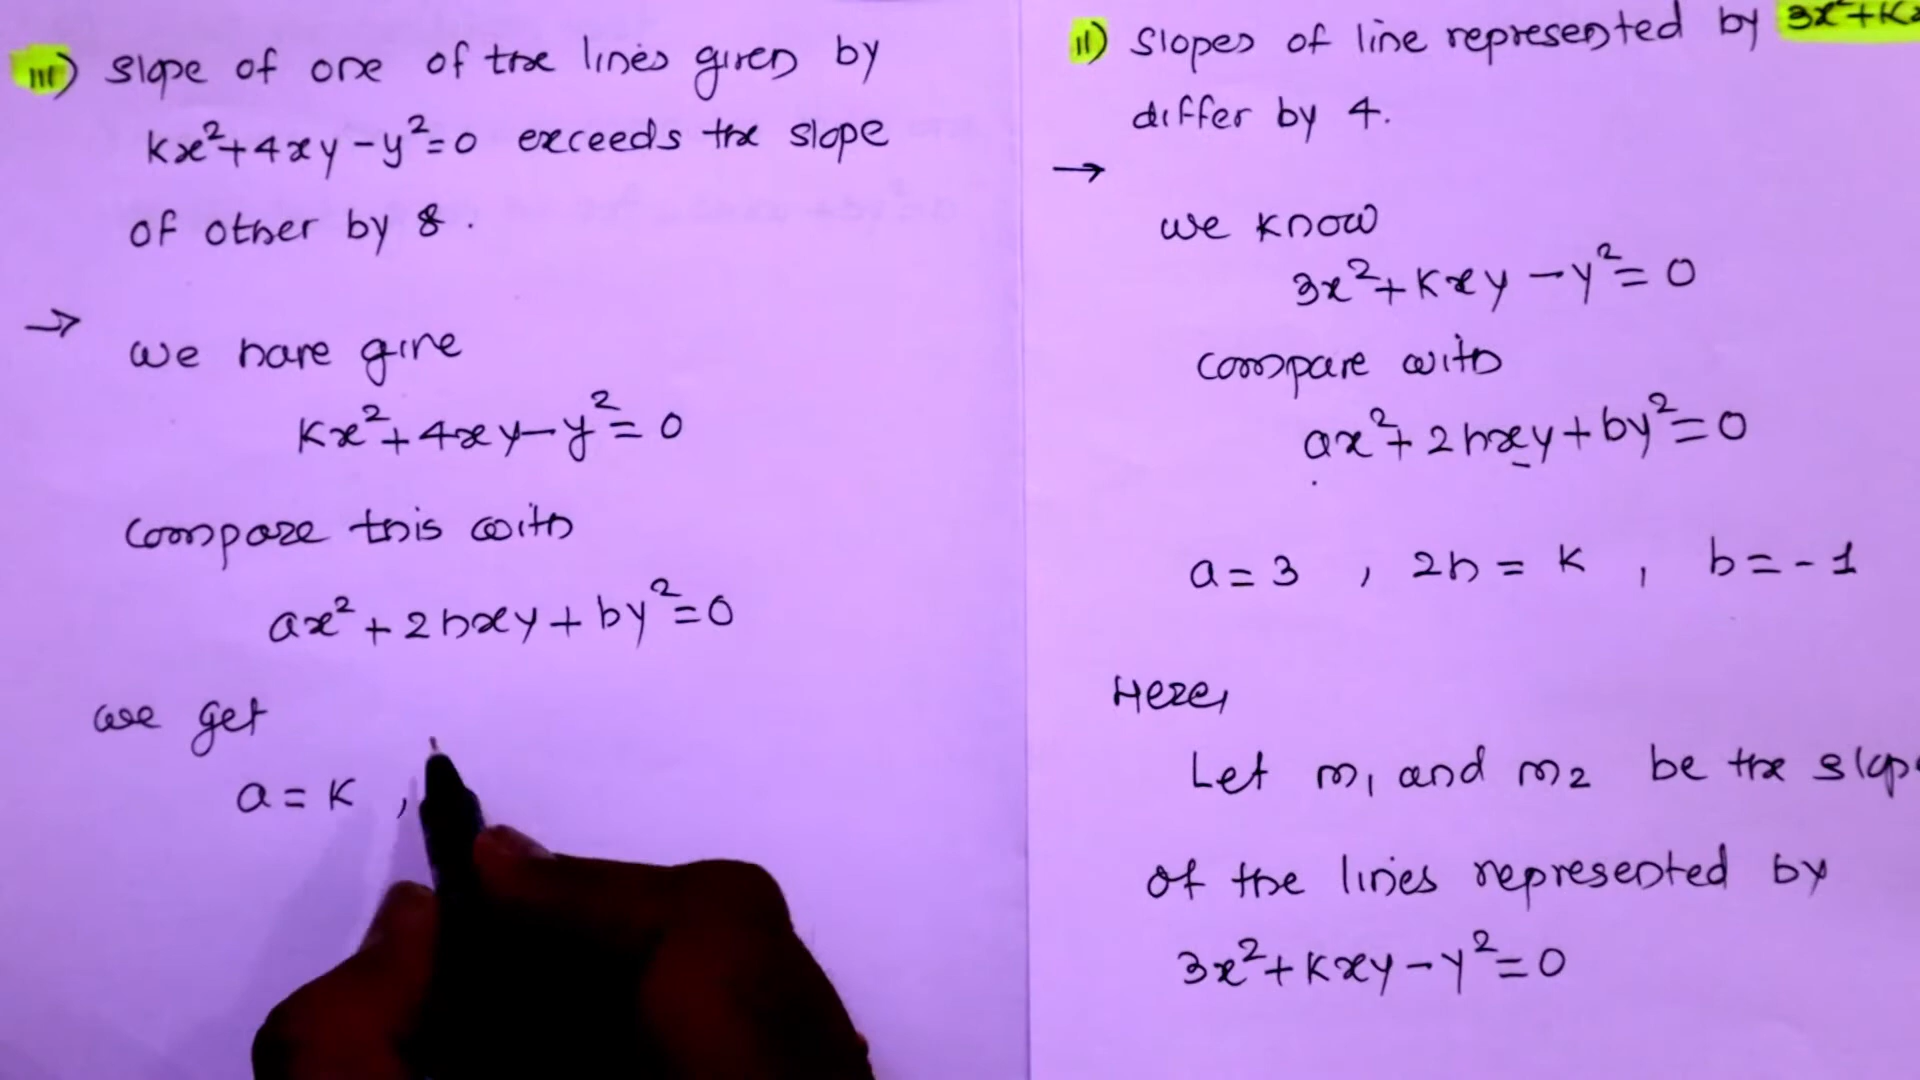 III) Slope of one of the lines given by
kx²+4xy-y²=0 exceeds the slope
of other by 8.
→ we have give
kx²+4xy-y²=0
compare this with
ax²+2hxy+by²=0
we get
a=k ,
II) Slopes of line represented by 3x²+k
differ by 4.
→
we know
3x²+kxy-y²=0
compare with
ax²+2hxy+by²=0
a=3 , 2h=k , b=-1
Here,
Let m₁ and m₂ be the slop
of the lines represented by
3x²+kxy-y²=0